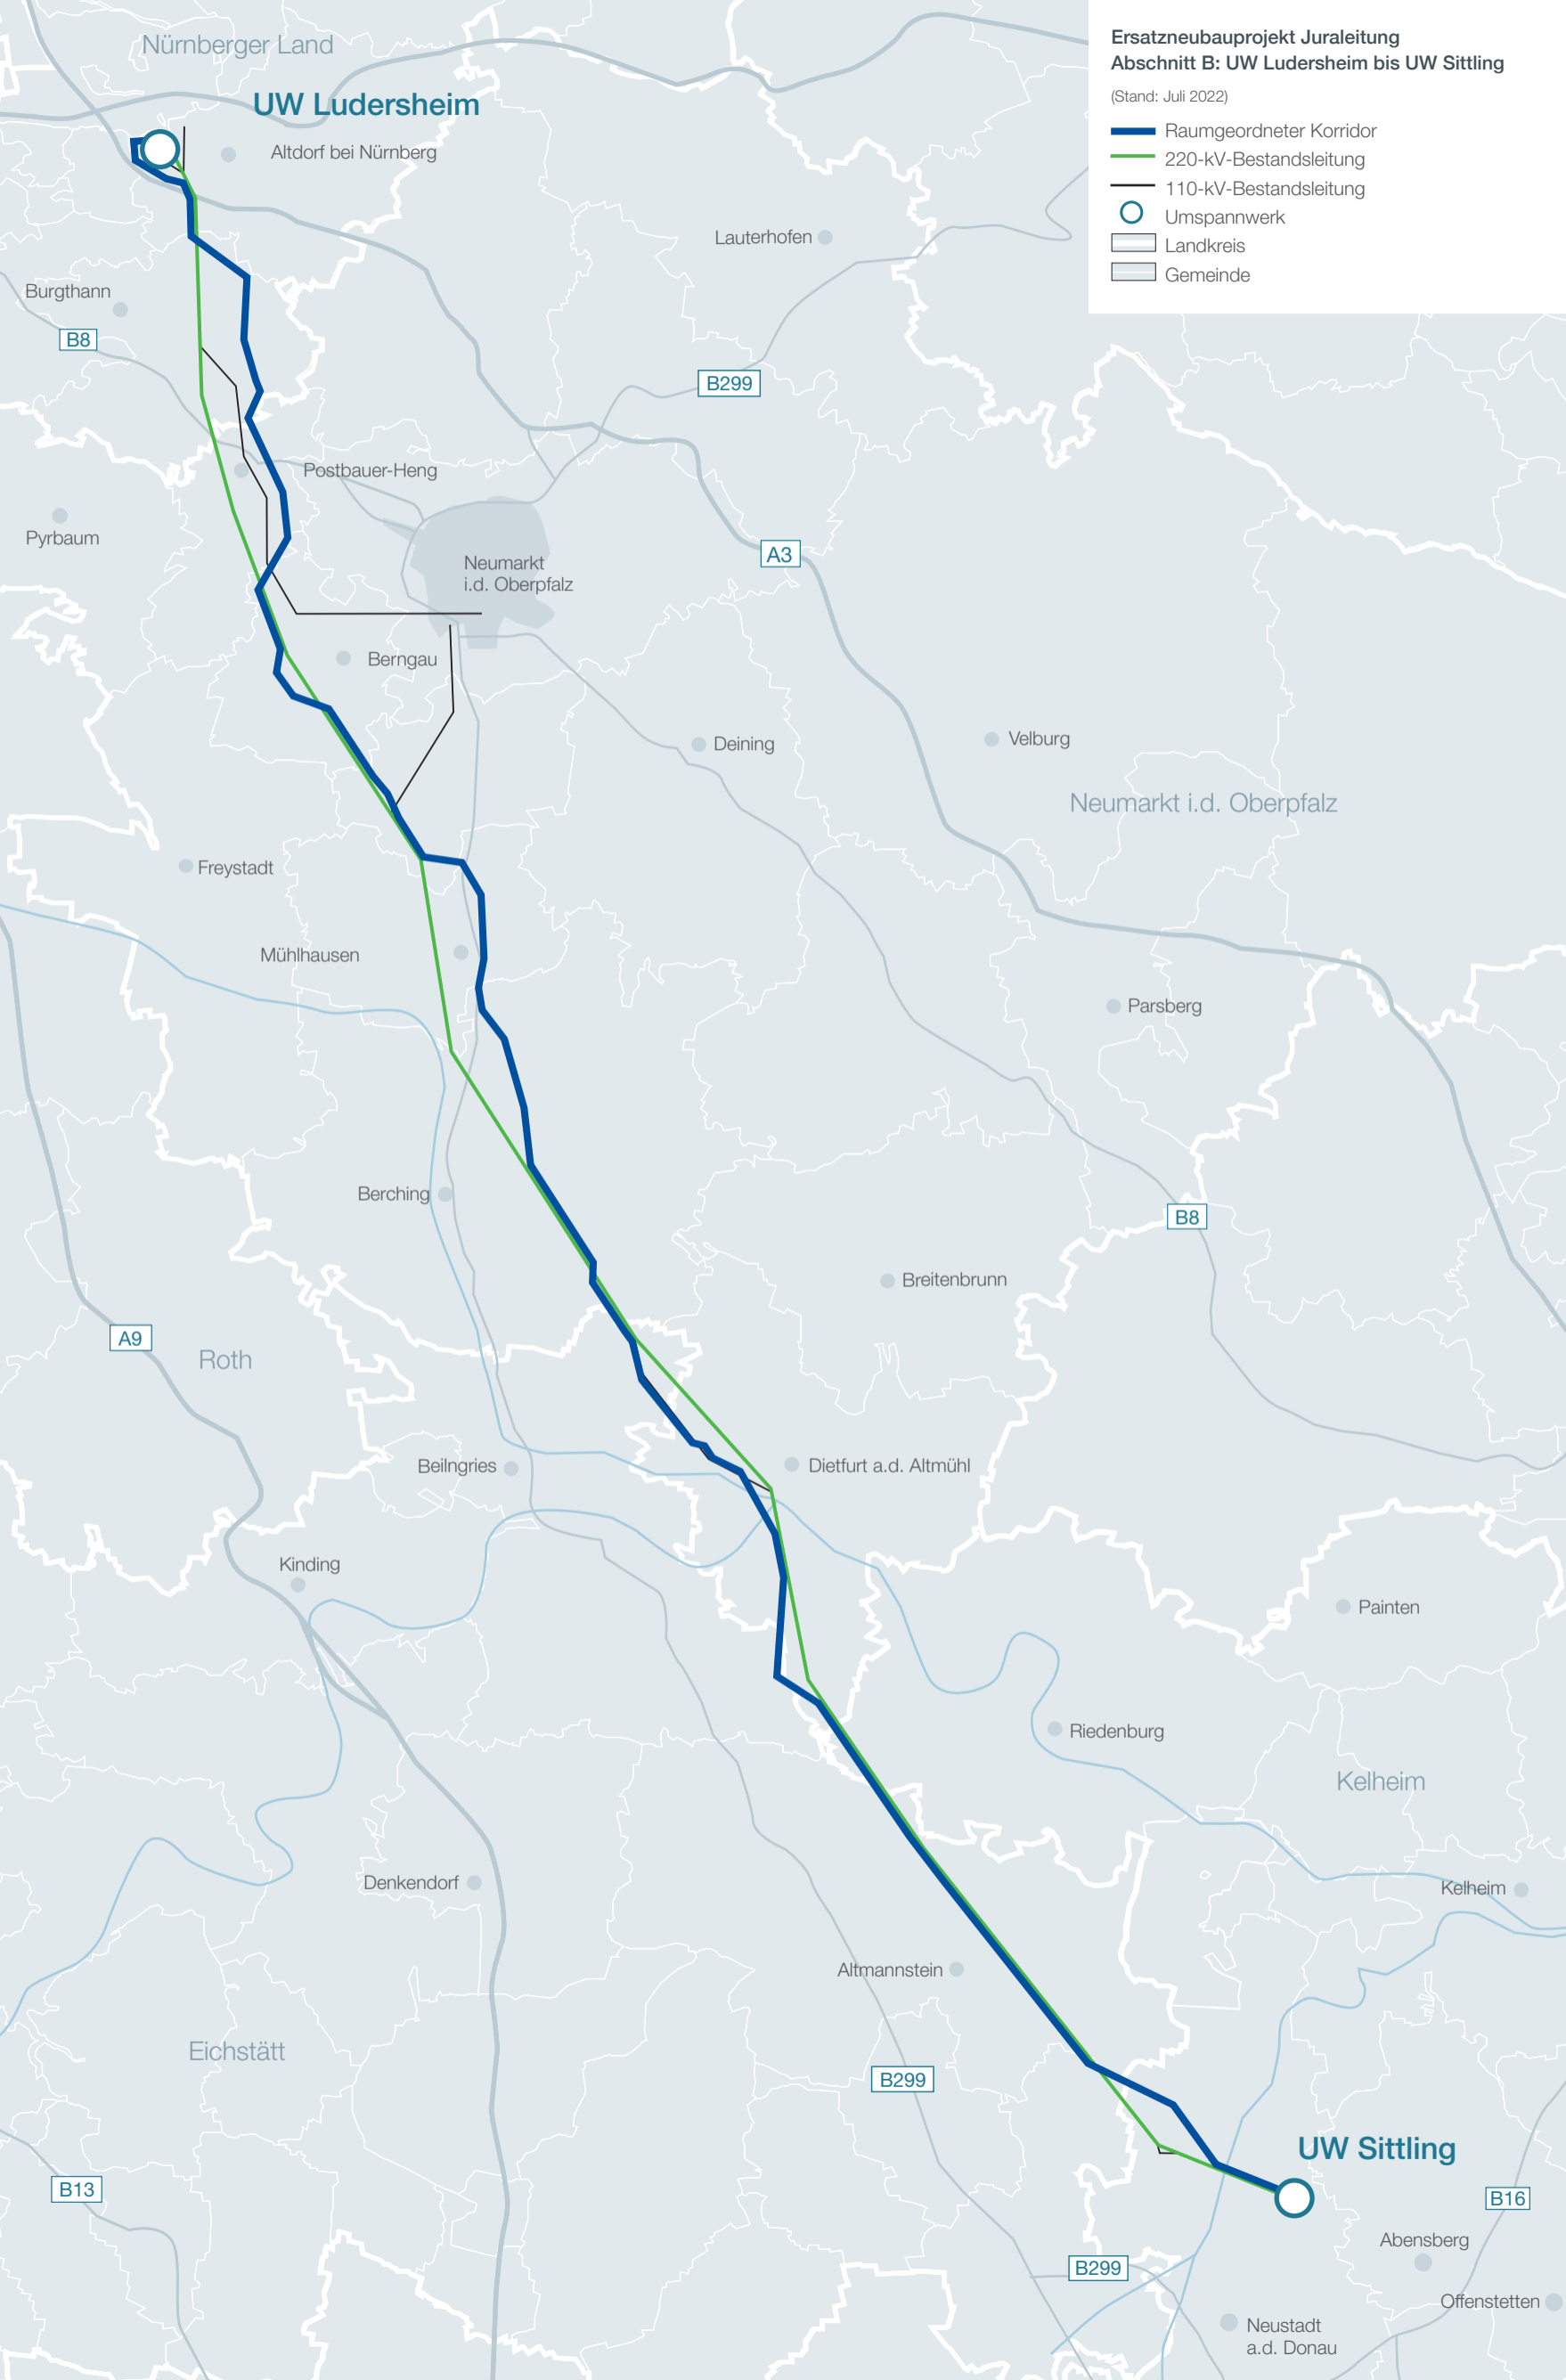 Ersatzneubauprojekt Juraleitung
Abschnitt B: UW Ludersheim bis UW Sittling
(Stand: Juli 2022)
Raumgeordneter Korridor
220-kV-Bestandsleitung
110-kV-Bestandsleitung
Umspannwerk
Landkreis
Gemeinde
Nürnberger Land
UW Ludersheim
Altdorf bei Nürnberg
Lauterhofen
Burgthann
B8
B299
Postbauer-Heng
Pyrbaum
A3
Neumarkt
i.d. Oberpfalz
Berngau
Deining
Velburg
Neumarkt i.d. Oberpfalz
Freystadt
Mühlhausen
Parsberg
Berching
B8
Breitenbrunn
A9
Roth
Beilngries
Dietfurt a.d. Altmühl
Kinding
Painten
Riedenburg
Kelheim
Denkendorf
Kelheim
Altmannstein
Eichstätt
B299
UW Sittling
B13
B16
Abensberg
B299
Offenstetten
Neustadt
a.d. Donau